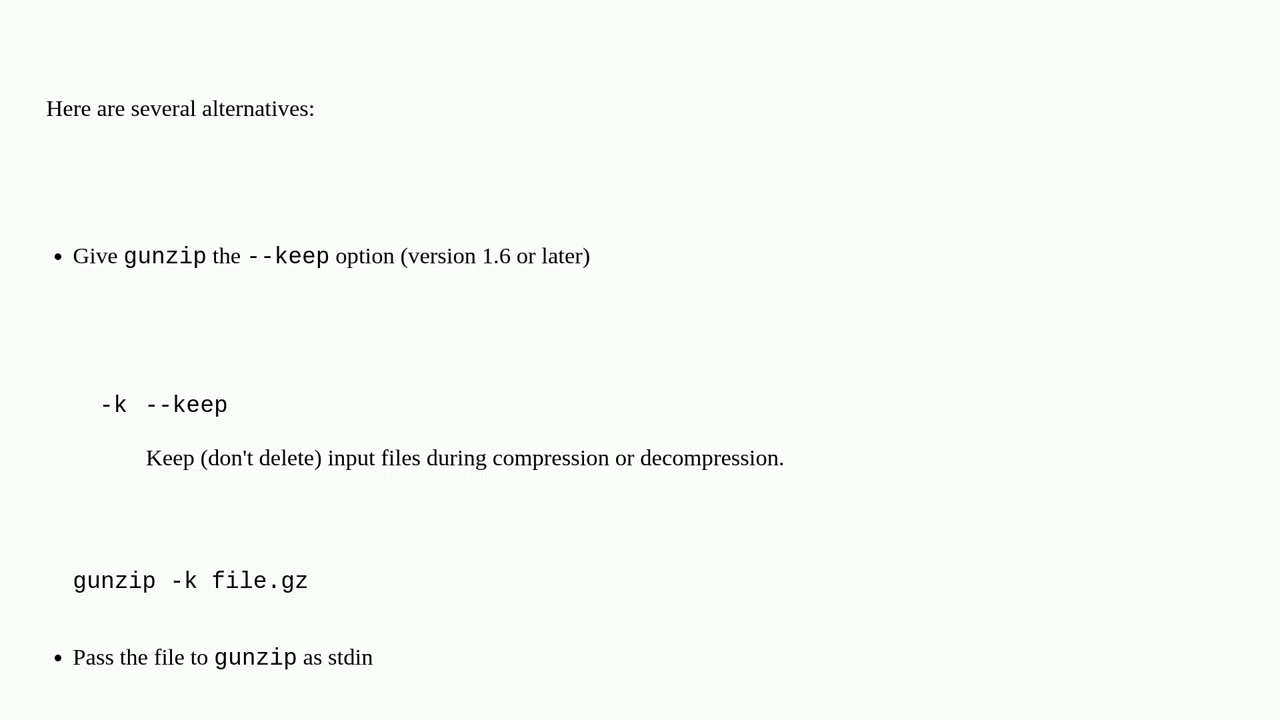 Here are several alternatives:
• Give gunzip the --keep option (version 1.6 or later)
-k --keep
Keep (don't delete) input files during compression or decompression.
gunzip -k file.gz
• Pass the file to gunzip as stdin